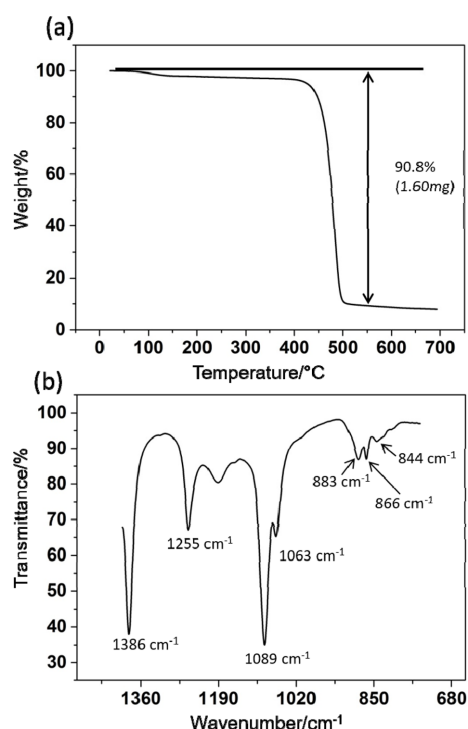 (a)
100
80
60
40
20
0
Weight/%
90.8%
(1.60mg)
0 100 200 300 400 500 600 700
Temperature/°C
(b)
100
90
80
70
60
50
40
30
Transmittance/%
844 cm⁻¹
883 cm⁻¹
866 cm⁻¹
1255 cm⁻¹
1063 cm⁻¹
1386 cm⁻¹
1089 cm⁻¹
1360 1190 1020 850 680
Wavenumber/cm⁻¹